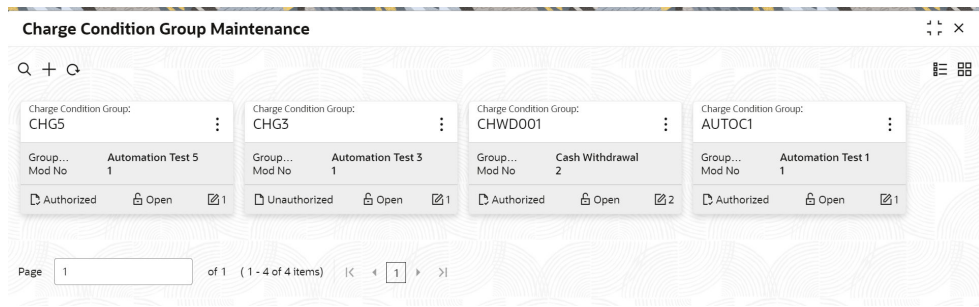 Charge Condition Group Maintenance
Charge Condition Group:
CHG5
Group... Automation Test 5
Mod No 1
Authorized Open 1
Charge Condition Group:
CHG3
Group... Automation Test 3
Mod No 1
Unauthorized Open 1
Charge Condition Group:
CHWD001
Group... Cash Withdrawal
Mod No 2
Authorized Open 2
Charge Condition Group:
AUTOC1
Group... Automation Test 1
Mod No 1
Authorized Open 1
Page 1 of 1 ( 1 - 4 of 4 items) 1